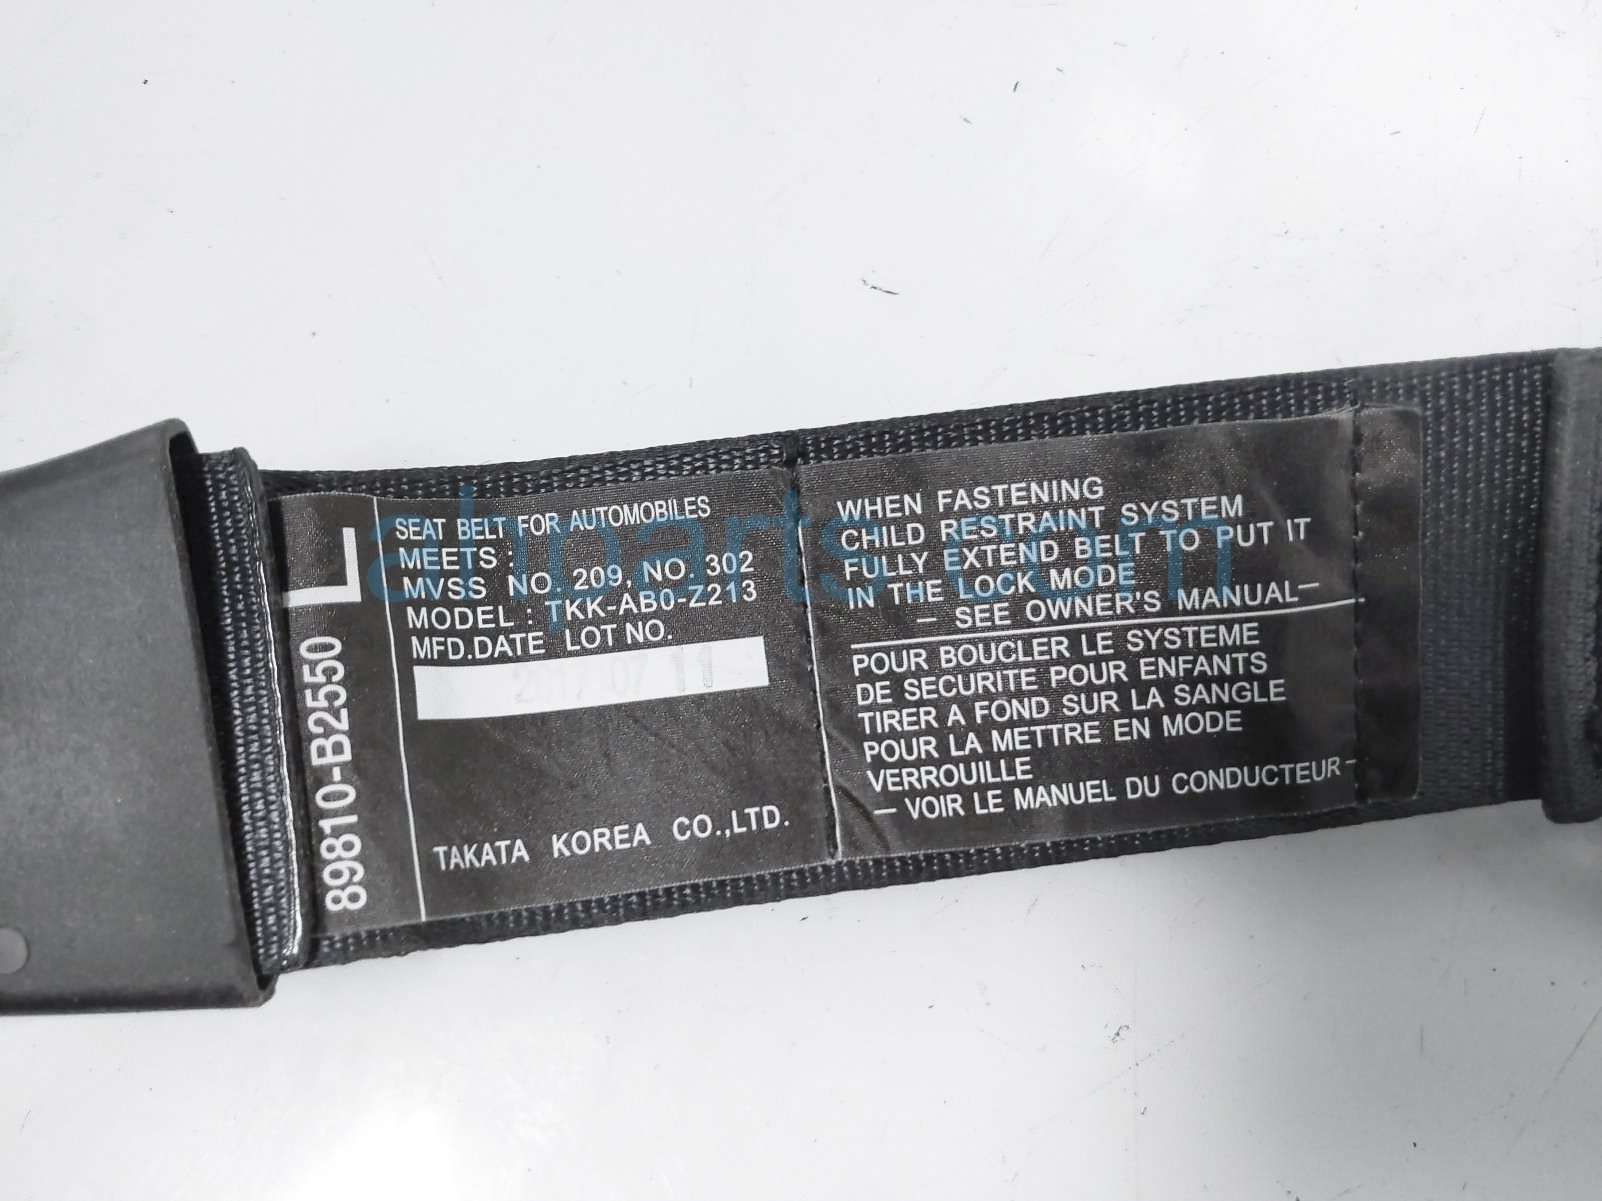 L
89810-B2550
SEAT BELT FOR AUTOMOBILES
MEETS :
MVSS NO. 209, NO. 302
MODEL : TKK-AB0-Z213
MFD.DATE LOT NO.
2017 07 11
TAKATA KOREA CO.,LTD.
WHEN FASTENING
CHILD RESTRAINT SYSTEM
FULLY EXTEND BELT TO PUT IT
IN THE LOCK MODE
— SEE OWNER'S MANUAL—
POUR BOUCLER LE SYSTEME
DE SECURITE POUR ENFANTS
TIRER A FOND SUR LA SANGLE
POUR LA METTRE EN MODE
VERROUILLE
— VOIR LE MANUEL DU CONDUCTEUR-